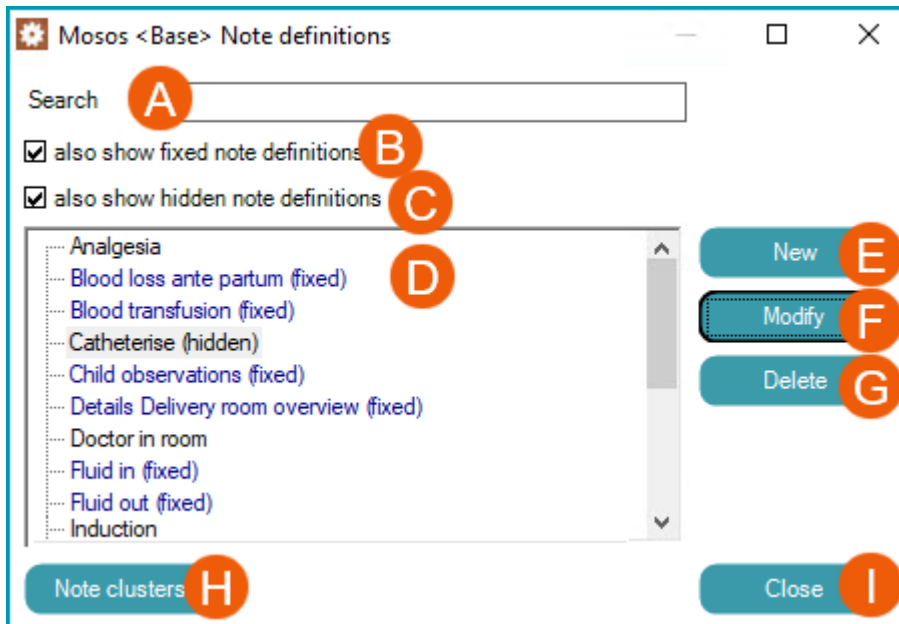 Mosos <Base> Note definitions
Search A
also show fixed note definitions B
also show hidden note definitions C
Analgesia
D
Blood loss ante partum (fixed)
Blood transfusion (fixed)
Catheterise (hidden)
Child observations (fixed)
Details Delivery room overview (fixed)
Doctor in room
Fluid in (fixed)
Fluid out (fixed)
Induction
New E
Modify F
Delete G
Note clusters H
Close I